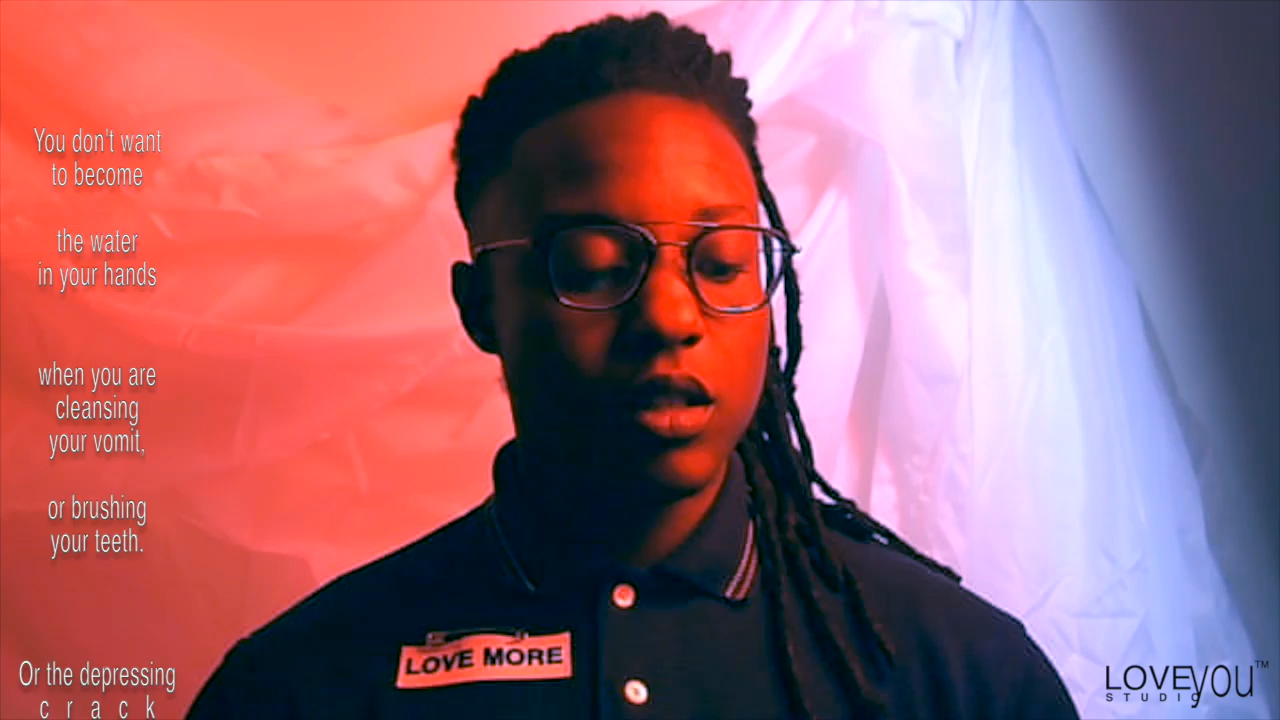 You don't want
to become
the water
in your hands
when you are
cleansing
your vomit,
or brushing
your teeth.
Or the depressing
c r a c k
LOVE MORE
LOVEyou™
STUDIO